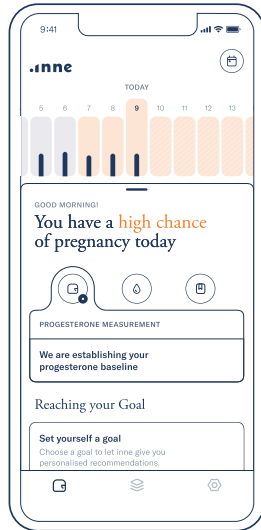 9:41
.ınne
TODAY
5 6 7 8 9 10 11 12 13
GOOD MORNING!
You have a high chance
of pregnancy today
PROGESTERONE MEASUREMENT
We are establishing your
progesterone baseline
Reaching your Goal
Set yourself a goal
Choose a goal to let inne give you
personalised recommendations.